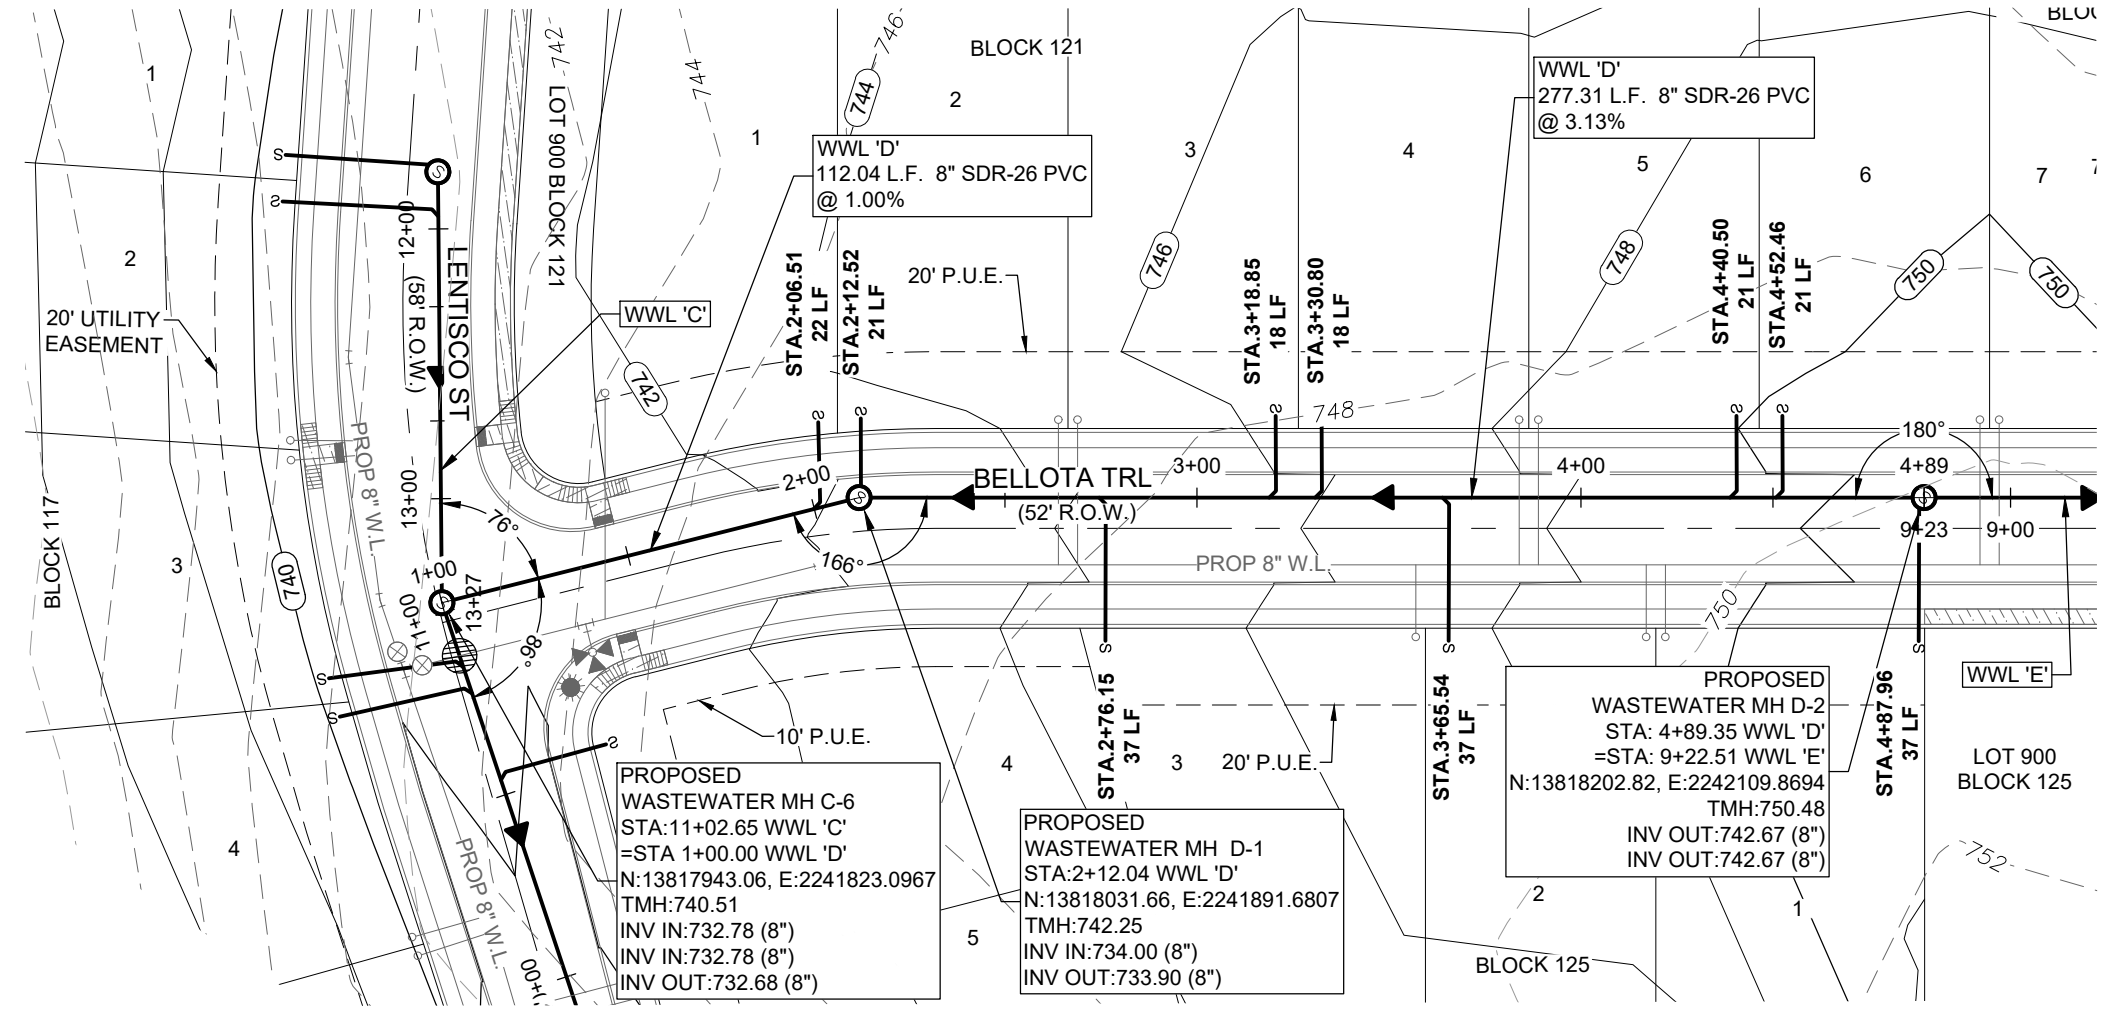 BLOCK 121
BLOC
WWL 'D'
277.31 L.F. 8" SDR-26 PVC
@ 3.13%
WWL 'D'
112.04 L.F. 8" SDR-26 PVC
@ 1.00%
1
2
3
4
1
2
3
4
5
6
7
742
744
746
744
746
748
750
750
742
740
748
750
752
LOT 900 BLOCK 121
S
S
12+00
LENTISCO ST
(58' R.O.W.)
WWL 'C'
20' UTILITY
EASEMENT
20' P.U.E.
STA.2+06.51
22 LF
STA.2+12.52
21 LF
STA.3+18.85
18 LF
STA.3+30.80
18 LF
STA.4+40.50
21 LF
STA.4+52.46
21 LF
S
S
S
S
S
S
PROP 8" W.L.
BLOCK 117
13+00
76°
1+00
13+27
11+00
98°
2+00
166°
BELLOTA TRL
(52' R.O.W.)
3+00
4+00
180°
4+89
9+23
9+00
PROP 8" W.L.
WWL 'E'
S
S
S
S
S
S
STA.2+76.15
37 LF
STA.3+65.54
37 LF
STA.4+87.96
37 LF
10' P.U.E.
20' P.U.E.
4
3
5
2
1
LOT 900
BLOCK 125
BLOCK 125
PROP 8" W.L.
PROPOSED
WASTEWATER MH C-6
STA:11+02.65 WWL 'C'
=STA 1+00.00 WWL 'D'
N:13817943.06, E:2241823.0967
TMH:740.51
INV IN:732.78 (8")
INV IN:732.78 (8")
INV OUT:732.68 (8")
PROPOSED
WASTEWATER MH D-1
STA:2+12.04 WWL 'D'
N:13818031.66, E:2241891.6807
TMH:742.25
INV IN:734.00 (8")
INV OUT:733.90 (8")
PROPOSED
WASTEWATER MH D-2
STA: 4+89.35 WWL 'D'
=STA: 9+22.51 WWL 'E'
N:13818202.82, E:2242109.8694
TMH:750.48
INV OUT:742.67 (8")
INV OUT:742.67 (8")